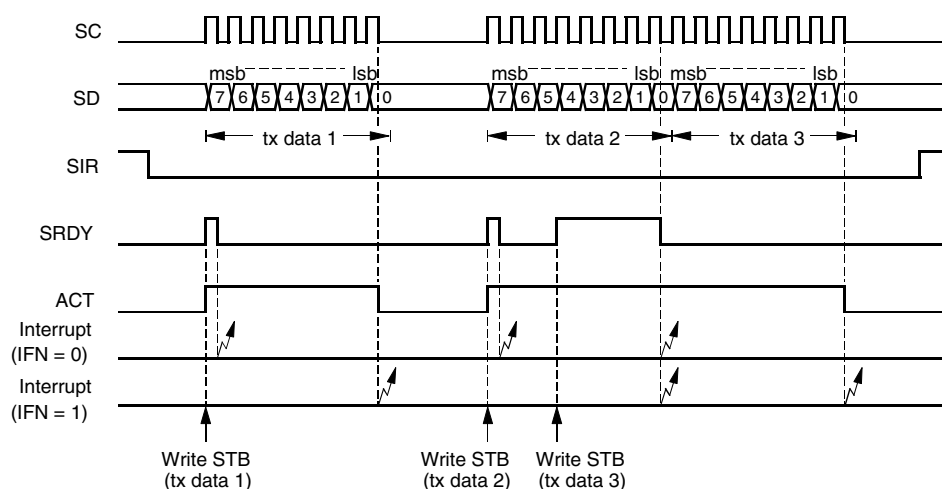 SC
msb lsb msb lsb msb lsb
SD 7 6 5 4 3 2 1 0 7 6 5 4 3 2 1 0 7 6 5 4 3 2 1 0
tx data 1 tx data 2 tx data 3
SIR
SRDY
ACT
Interrupt
(IFN = 0)
Interrupt
(IFN = 1)
Write STB Write STB Write STB
(tx data 1) (tx data 2) (tx data 3)